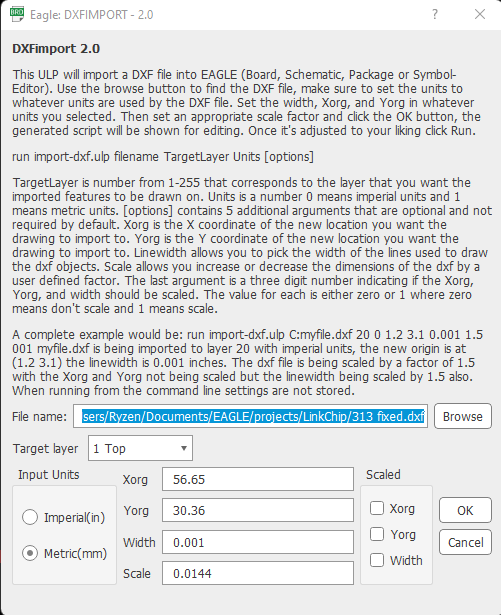 Eagle: DXFIMPORT - 2.0
DXFimport 2.0
This ULP will import a DXF file into EAGLE (Board, Schematic, Package or Symbol-
Editor). Use the browse button to find the DXF file, make sure to set the units to
whatever units are used by the DXF file. Set the width, Xorg, and Yorg in whatever
units you selected. Then set an appropriate scale factor and click the OK button, the
generated script will be shown for editing. Once it's adjusted to your liking click Run.
run import-dxf.ulp filename TargetLayer Units [options]
TargetLayer is number from 1-255 that corresponds to the layer that you want the
imported features to be drawn on. Units is a number 0 means imperial units and 1
means metric units. [options] contains 5 additional arguments that are optional and not
required by default. Xorg is the X coordinate of the new location you want the
drawing to import to. Yorg is the Y coordinate of the new location you want the
drawing to import to. Linewidth allows you to pick the width of the lines used to draw
the dxf objects. Scale allows you increase or decrease the dimensions of the dxf by a
user defined factor. The last argument is a three digit number indicating if the Xorg,
Yorg, and width should be scaled. The value for each is either zero or 1 where zero
means don't scale and 1 means scale.
A complete example would be: run import-dxf.ulp C:myfile.dxf 20 0 1.2 3.1 0.001 1.5
001 myfile.dxf is being imported to layer 20 with imperial units, the new origin is at
(1.2 3.1) the linewidth is 0.001 inches. The dxf file is being scaled by a factor of 1.5
with the Xorg and Yorg not being scaled but the linewidth being scaled by 1.5 also.
When running from the command line settings are not stored.
File name: sers/Ryzen/Documents/EAGLE/projects/LinkChip/313 fixed.dxf Browse
Target layer 1 Top
Input Units
Imperial(in)
Metric(mm)
Xorg 56.65
Yorg 30.36
Width 0.001
Scale 0.0144
Scaled
Xorg
Yorg
Width
OK
Cancel